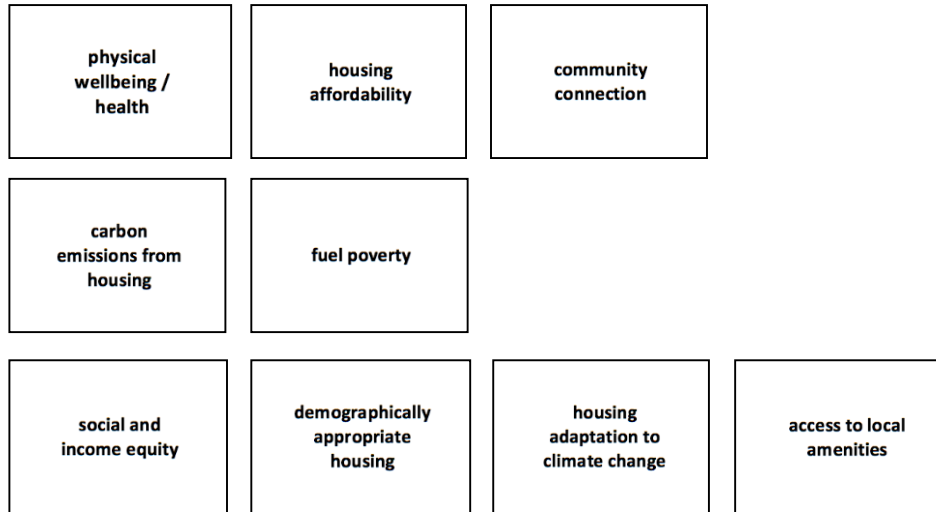 physical
wellbeing /
health
housing
affordability
community
connection
carbon
emissions from
housing
fuel poverty
social and
income equity
demographically
appropriate
housing
housing
adaptation to
climate change
access to local
amenities